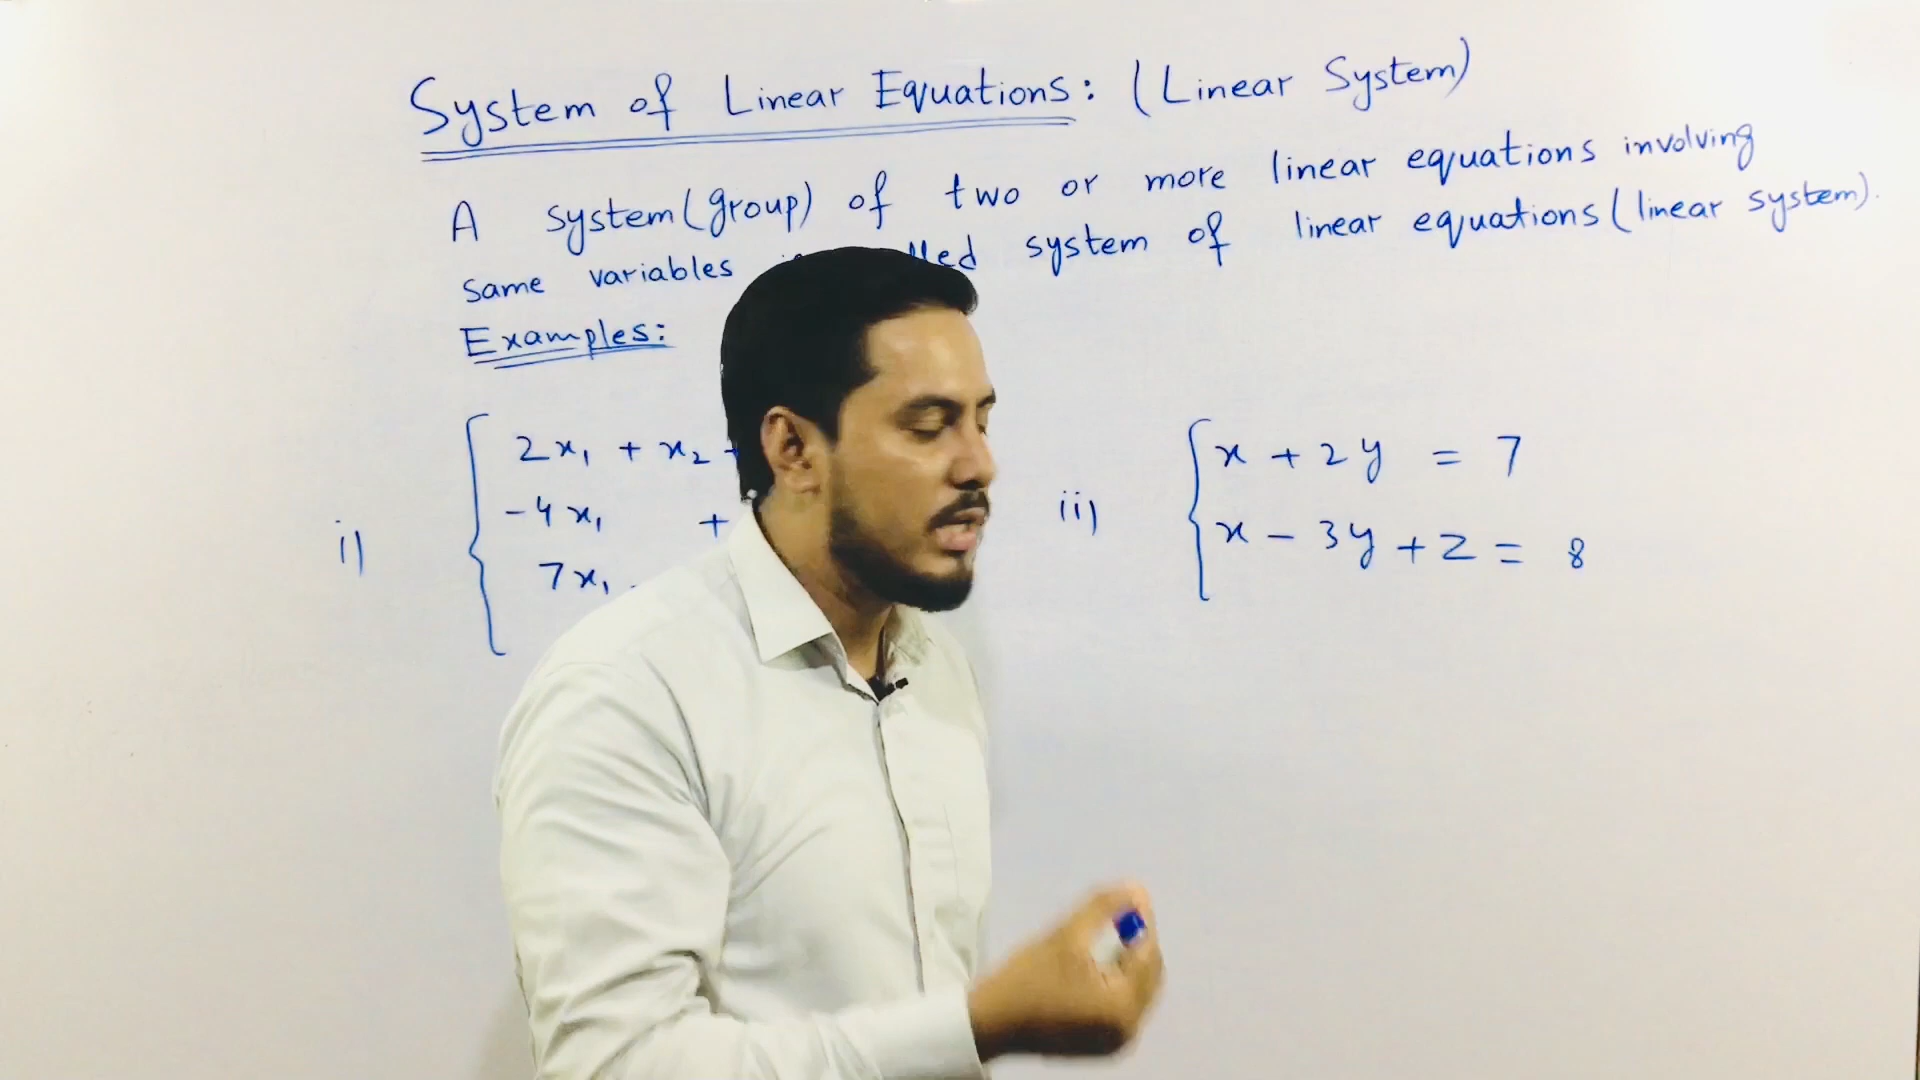 System of Linear Equations: (Linear System)
A system (group) of two or more linear equations involving
same variables system of linear equations (linear system).
Examples:
i)
2x₁ + x₂
-4x₁ +
7x₁
ii)
x + 2y = 7
x - 3y + z = 8